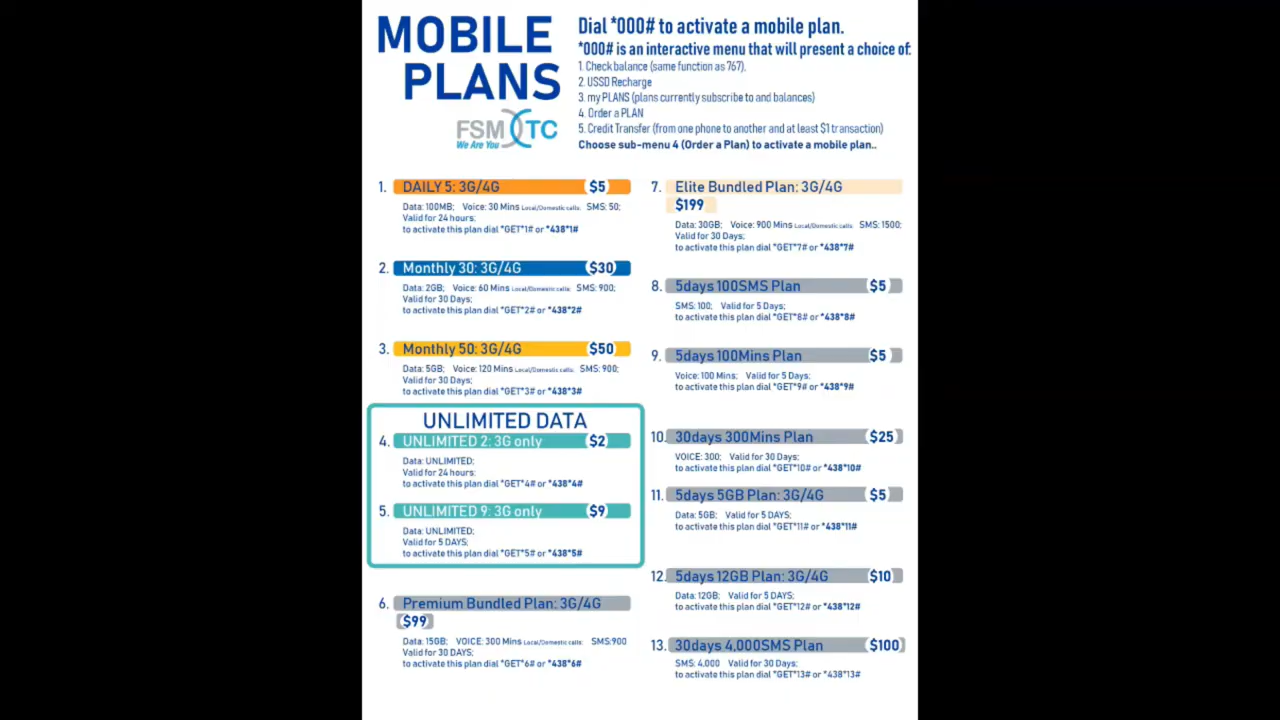 MOBILE
PLANS
FSM TC
We Are You
Dial *000# to activate a mobile plan.
*000# is an interactive menu that will present a choice of:
1. Check balance (same function as 767),
2. USSD Recharge
3. my PLANS (plans currently subscribe to and balances)
4. Order a PLAN
5. Credit Transfer (from one phone to another and at least $1 transaction)
Choose sub-menu 4 (Order a Plan) to activate a mobile plan..
1. DAILY 5: 3G/4G ($5)
Data: 100MB; Voice: 30 Mins Local/Domestic calls; SMS: 50;
Valid for 24 hours;
to activate this plan dial *GET*1# or *438*1#
2. Monthly 30: 3G/4G ($30)
Data: 2GB; Voice: 60 Mins Local/Domestic calls; SMS: 900;
Valid for 30 Days;
to activate this plan dial *GET*2# or *438*2#
3. Monthly 50: 3G/4G ($50)
Data: 5GB; Voice: 120 Mins Local/Domestic calls; SMS: 900;
Valid for 30 Days;
to activate this plan dial *GET*3# or *438*3#
UNLIMITED DATA
4. UNLIMITED 2: 3G only ($2)
Data: UNLIMITED;
Valid for 24 hours;
to activate this plan dial *GET*4# or *438*4#
5. UNLIMITED 9: 3G only ($9)
Data: UNLIMITED;
Valid for 5 DAYS;
to activate this plan dial *GET*5# or *438*5#
6. Premium Bundled Plan: 3G/4G
($99)
Data: 15GB; VOICE: 300 Mins Local/Domestic calls; SMS:900
Valid for 30 DAYS;
to activate this plan dial *GET*6# or *438*6#
7. Elite Bundled Plan: 3G/4G
$199
Data: 30GB; Voice: 900 Mins Local/Domestic calls; SMS: 1500;
Valid for 30 Days;
to activate this plan dial *GET*7# or *438*7#
8. 5days 100SMS Plan ($5)
SMS: 100; Valid for 5 Days;
to activate this plan dial *GET*8# or *438*8#
9. 5days 100Mins Plan ($5)
Voice: 100 Mins; Valid for 5 Days;
to activate this plan dial *GET*9# or *438*9#
10. 30days 300Mins Plan ($25)
VOICE: 300; Valid for 30 Days;
to activate this plan dial *GET*10# or *438*10#
11. 5days 5GB Plan: 3G/4G ($5)
Data: 5GB; Valid for 5 DAYS;
to activate this plan dial *GET*11# or *438*11#
12. 5days 12GB Plan: 3G/4G ($10)
Data: 12GB; Valid for 5 DAYS;
to activate this plan dial *GET*12# or *438*12#
13. 30days 4,000SMS Plan ($100)
SMS: 4,000 Valid for 30 Days;
to activate this plan dial *GET*13# or *438*13#